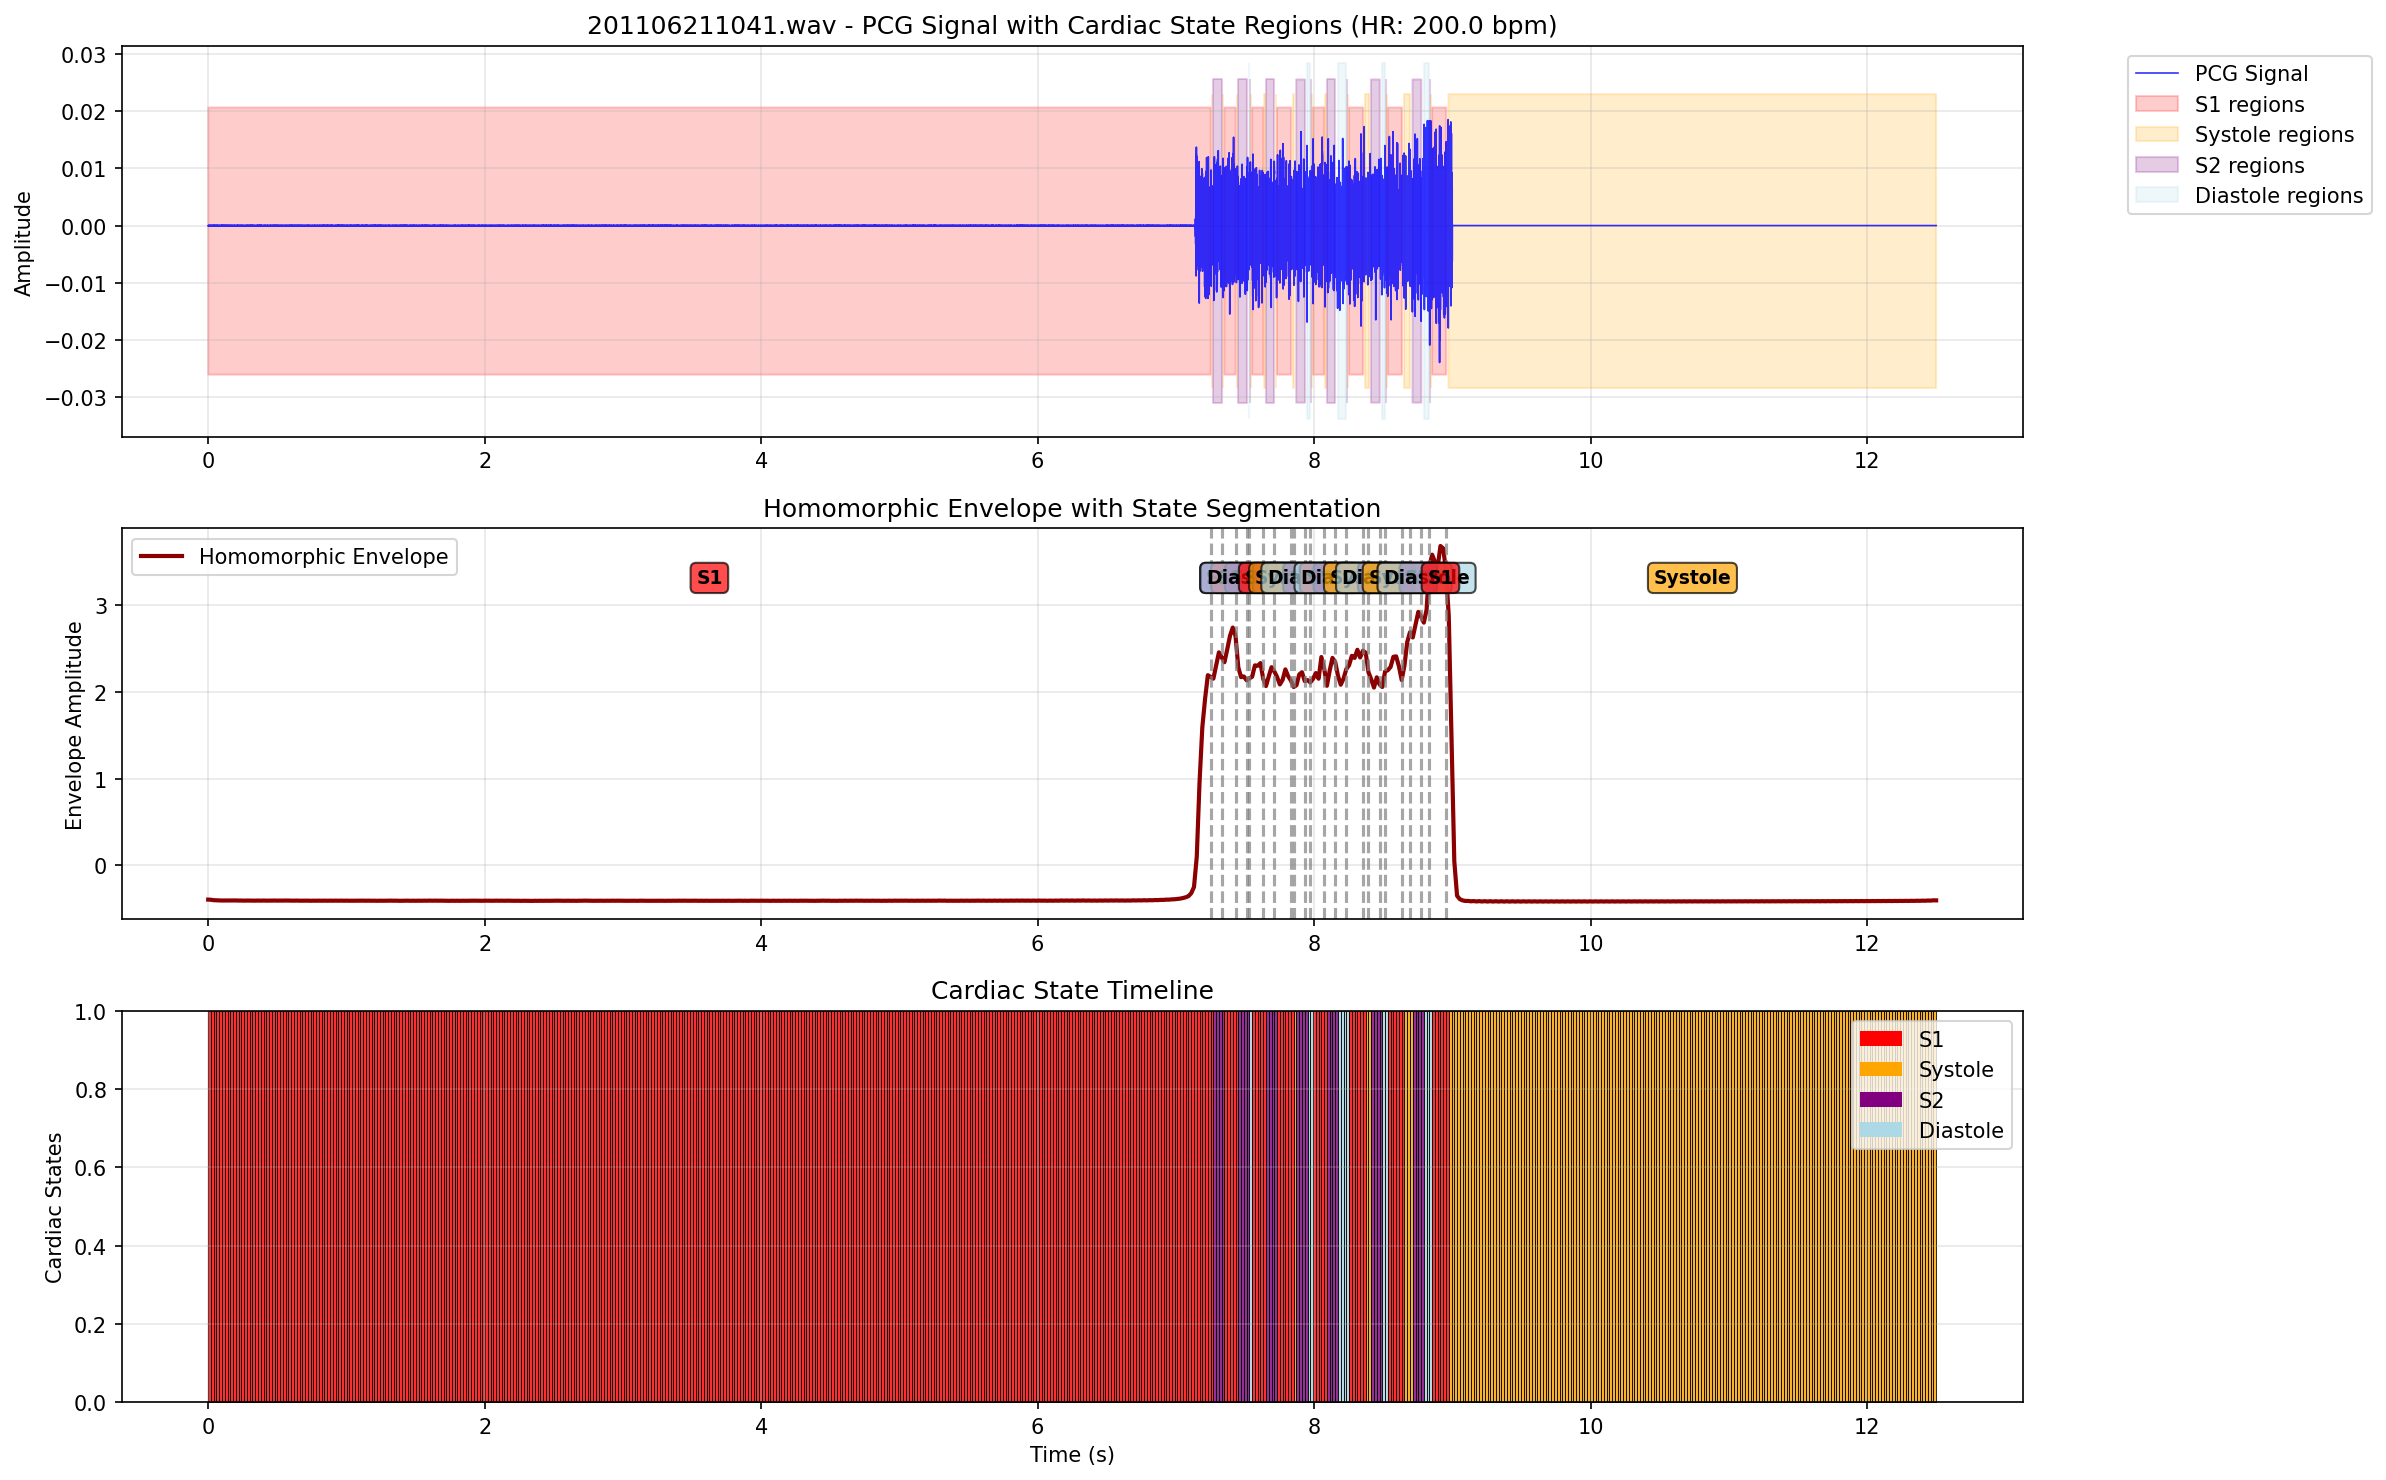 201106211041.wav - PCG Signal with Cardiac State Regions (HR: 200.0 bpm)
Amplitude
0.03
0.02
0.01
0.00
−0.01
−0.02
−0.03
0 2 4 6 8 10 12
PCG Signal
S1 regions
Systole regions
S2 regions
Diastole regions
Homomorphic Envelope with State Segmentation
Homomorphic Envelope
Envelope Amplitude
3
2
1
0
S1
S1
Systole
0 2 4 6 8 10 12
Cardiac State Timeline
Cardiac States
1.0
0.8
0.6
0.4
0.2
0.0
S1
Systole
S2
Diastole
0 2 4 6 8 10 12
Time (s)